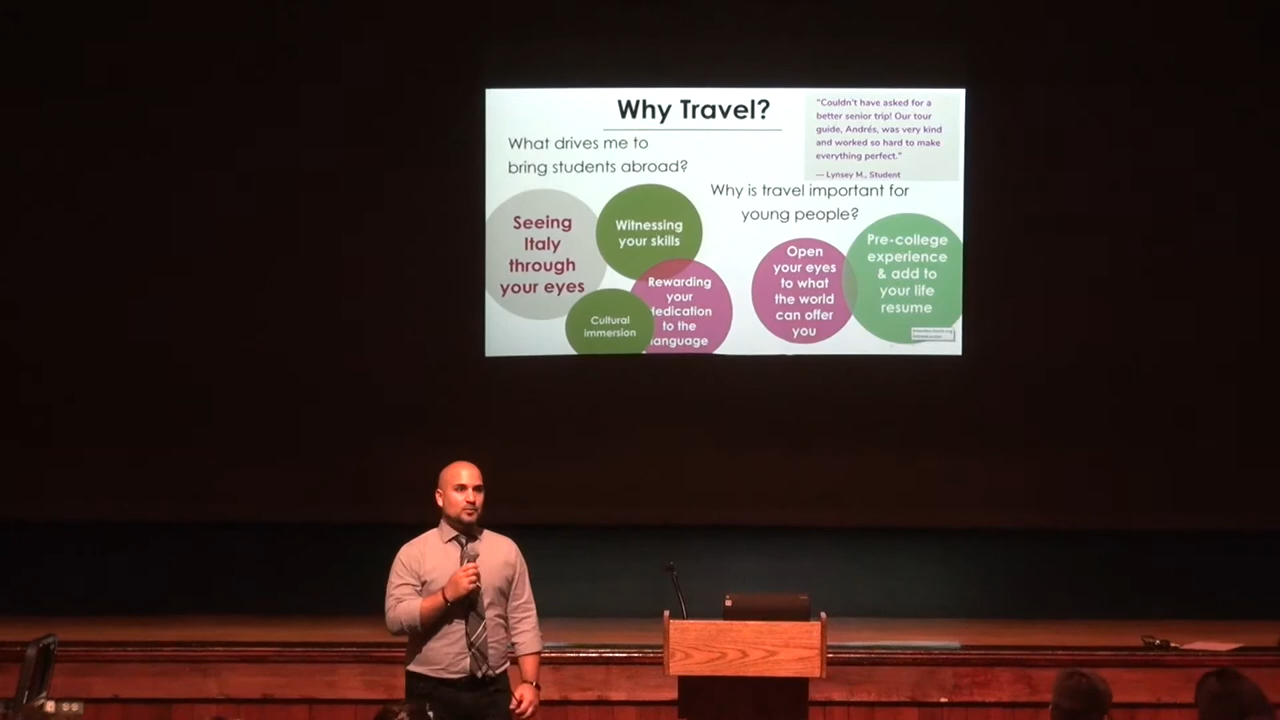 Why Travel?
"Couldn't have asked for a
better senior trip! Our tour
guide, Andrés, was very kind
and worked so hard to make
everything perfect."
— Lynsey M., Student
What drives me to
bring students abroad?
Seeing
Italy
through
your eyes
Witnessing
your skills
Cultural
immersion
Rewarding
your
dedication
to the
language
Why is travel important for
young people?
Open
your eyes
to what
the world
can offer
you
Pre-college
experience
& add to
your life
resume